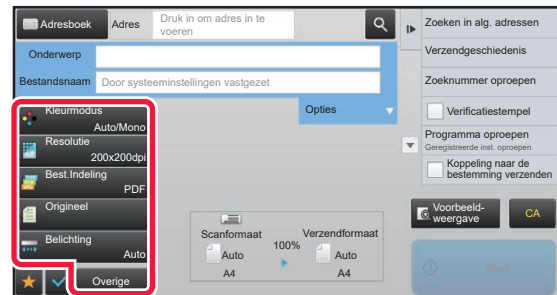 Adresboek
Adres
Druk in om adres in te
voeren
Onderwerp
Bestandsnaam
Door systeeminstellingen vastgezet
Opties
Kleurmodus
Auto/Mono
Resolutie
200x200dpi
Best.Indeling
PDF
Origineel
Belichting
Auto
Overige
Scanformaat
Auto
A4
100%
Verzendformaat
Auto
A4
Zoeken in alg. adressen
Verzendgeschiedenis
Zoeknummer oproepen
Verificatiestempel
Programma oproepen
Geregistreerde inst. oproepen
Koppeling naar de
bestemming verzenden
Voorbeeld-
weergave
CA
Start